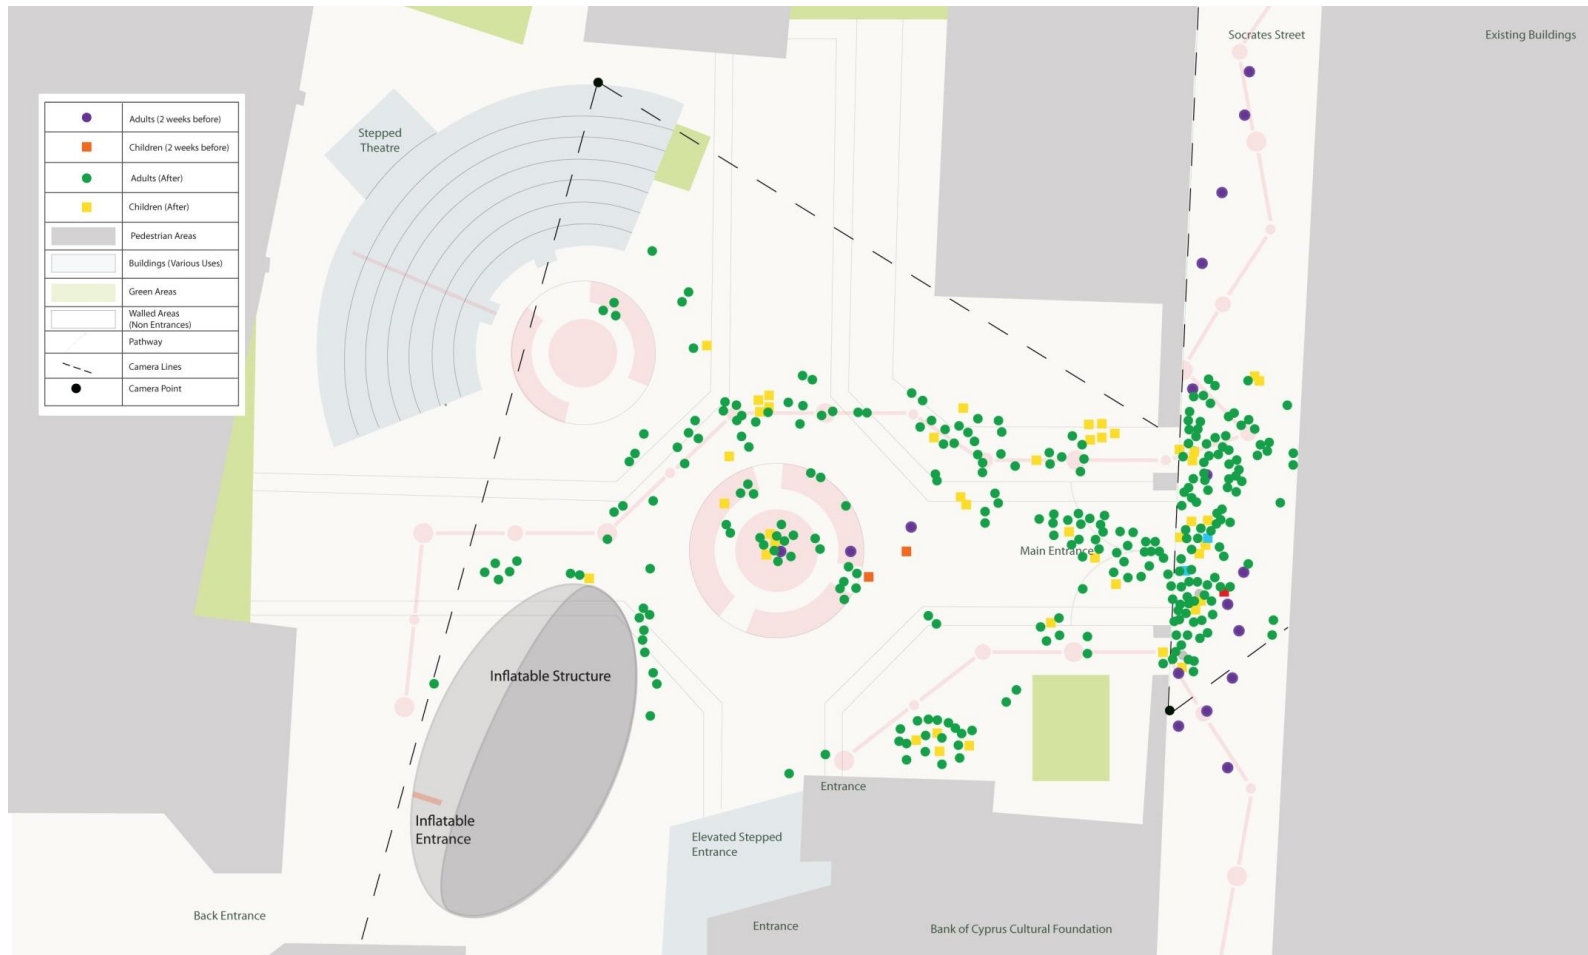 Socrates Street
Existing Buildings
Adults (2 weeks before)
Children (2 weeks before)
Adults (After)
Children (After)
Pedestrian Areas
Buildings (Various Uses)
Green Areas
Walled Areas
(Non Entrances)
Pathway
Camera Lines
Camera Point
Stepped
Theatre
Main Entrance
Inflatable Structure
Inflatable
Entrance
Entrance
Elevated Stepped
Entrance
Back Entrance
Entrance
Bank of Cyprus Cultural Foundation